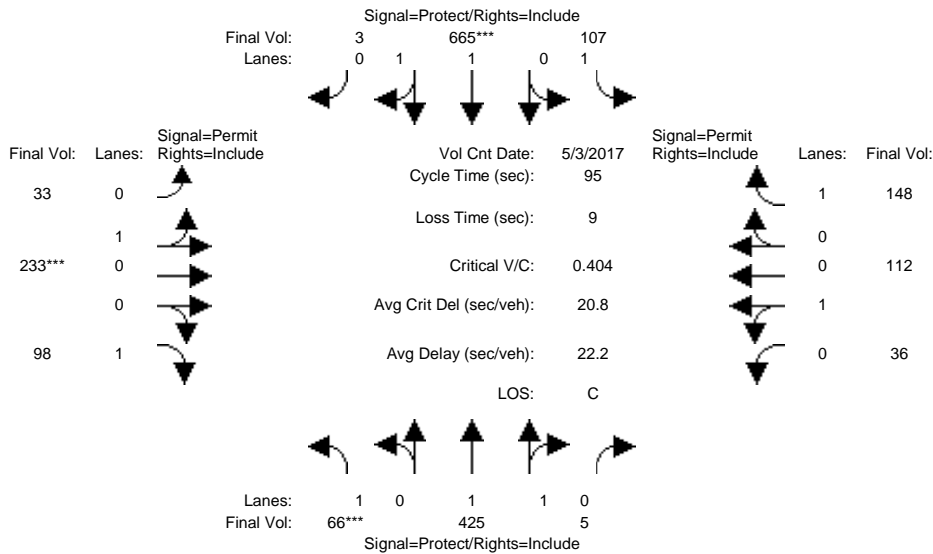 Signal=Protect/Rights=Include
Final Vol: 3 665*** 107
Lanes: 0 1 1 0 1
Signal=Permit
Final Vol: Lanes: Rights=Include
Vol Cnt Date: 5/3/2017
Signal=Permit
Rights=Include Lanes: Final Vol:
Cycle Time (sec): 95
33 0
1 148
Loss Time (sec): 9
1
0
233*** 0
Critical V/C: 0.404
0 112
0
Avg Crit Del (sec/veh): 20.8
1
98 1
Avg Delay (sec/veh): 22.2
0 36
LOS: C
Lanes: 1 0 1 1 0
Final Vol: 66*** 425 5
Signal=Protect/Rights=Include